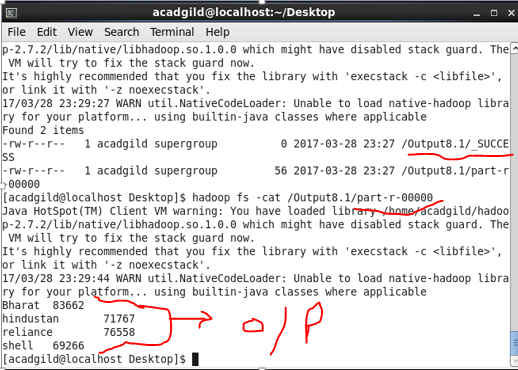 acadgild@localhost:~/Desktop
File Edit View Search Terminal Help
p-2.7.2/lib/native/libhadoop.so.1.0.0 which might have disabled stack guard. The
 VM will try to fix the stack guard now.
It's highly recommended that you fix the library with 'execstack -c <libfile>',
or link it with '-z noexecstack'.
17/03/28 23:29:27 WARN util.NativeCodeLoader: Unable to load native-hadoop libra
ry for your platform... using builtin-java classes where applicable
Found 2 items
-rw-r--r--   1 acadgild supergroup          0 2017-03-28 23:27 /Output8.1/_SUCCE
SS
-rw-r--r--   1 acadgild supergroup         56 2017-03-28 23:27 /Output8.1/part-r
-00000
[acadgild@localhost Desktop]$ hadoop fs -cat /Output8.1/part-r-00000
Java HotSpot(TM) Client VM warning: You have loaded library /home/acadgild/hadoo
p-2.7.2/lib/native/libhadoop.so.1.0.0 which might have disabled stack guard. The
 VM will try to fix the stack guard now.
It's highly recommended that you fix the library with 'execstack -c <libfile>',
or link it with '-z noexecstack'.
17/03/28 23:29:44 WARN util.NativeCodeLoader: Unable to load native-hadoop libra
ry for your platform... using builtin-java classes where applicable
Bharat  83662
hindustan       71767
reliance        76558
shell   69266
o/p
[acadgild@localhost Desktop]$